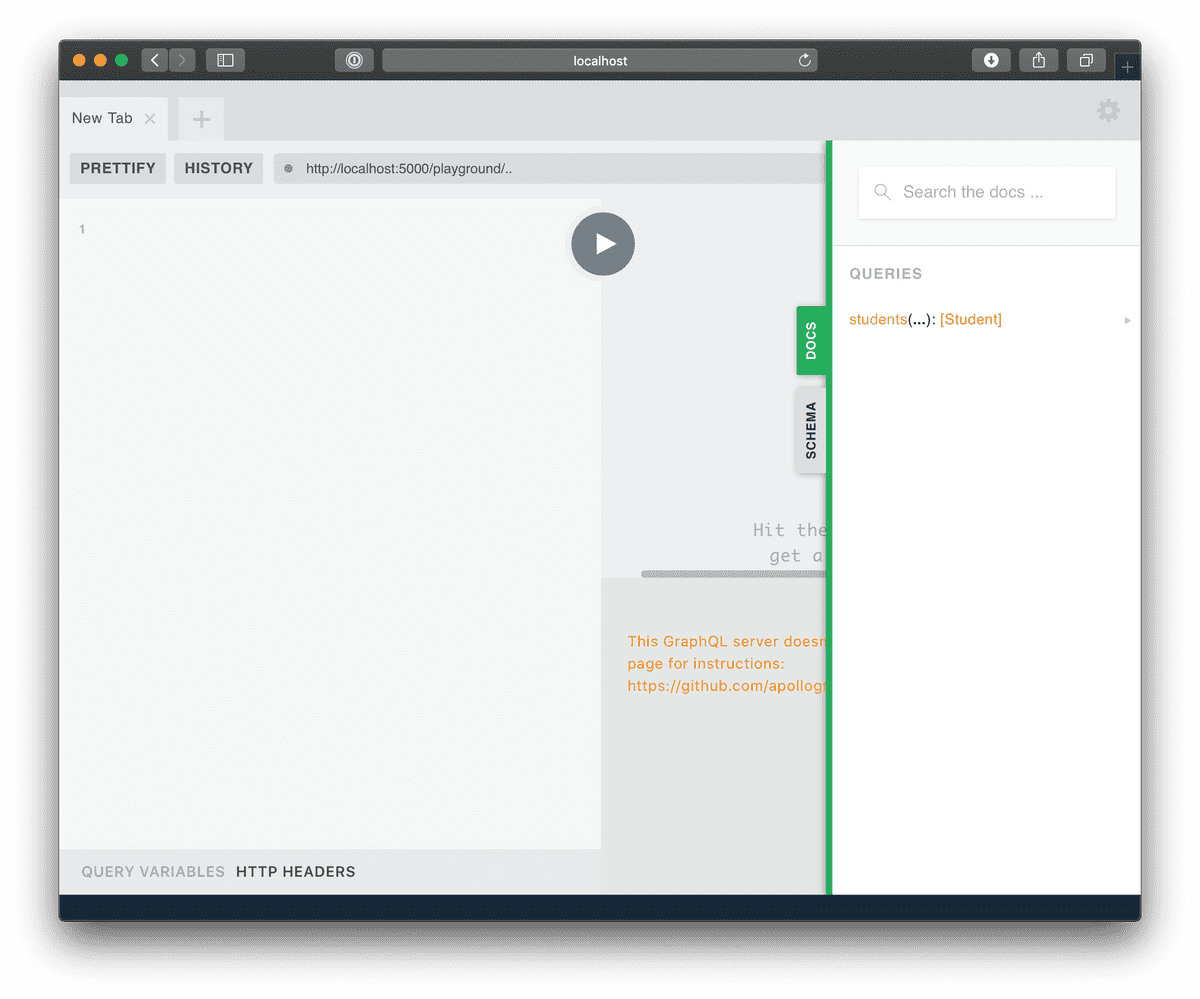 localhost
New Tab
PRETTIFY HISTORY http://localhost:5000/playground/..
Search the docs ...
1
QUERIES
students(...): [Student]
DOCS
SCHEMA
Hit the
get a
This GraphQL server doesn
page for instructions:
https://github.com/apollogr
QUERY VARIABLES HTTP HEADERS